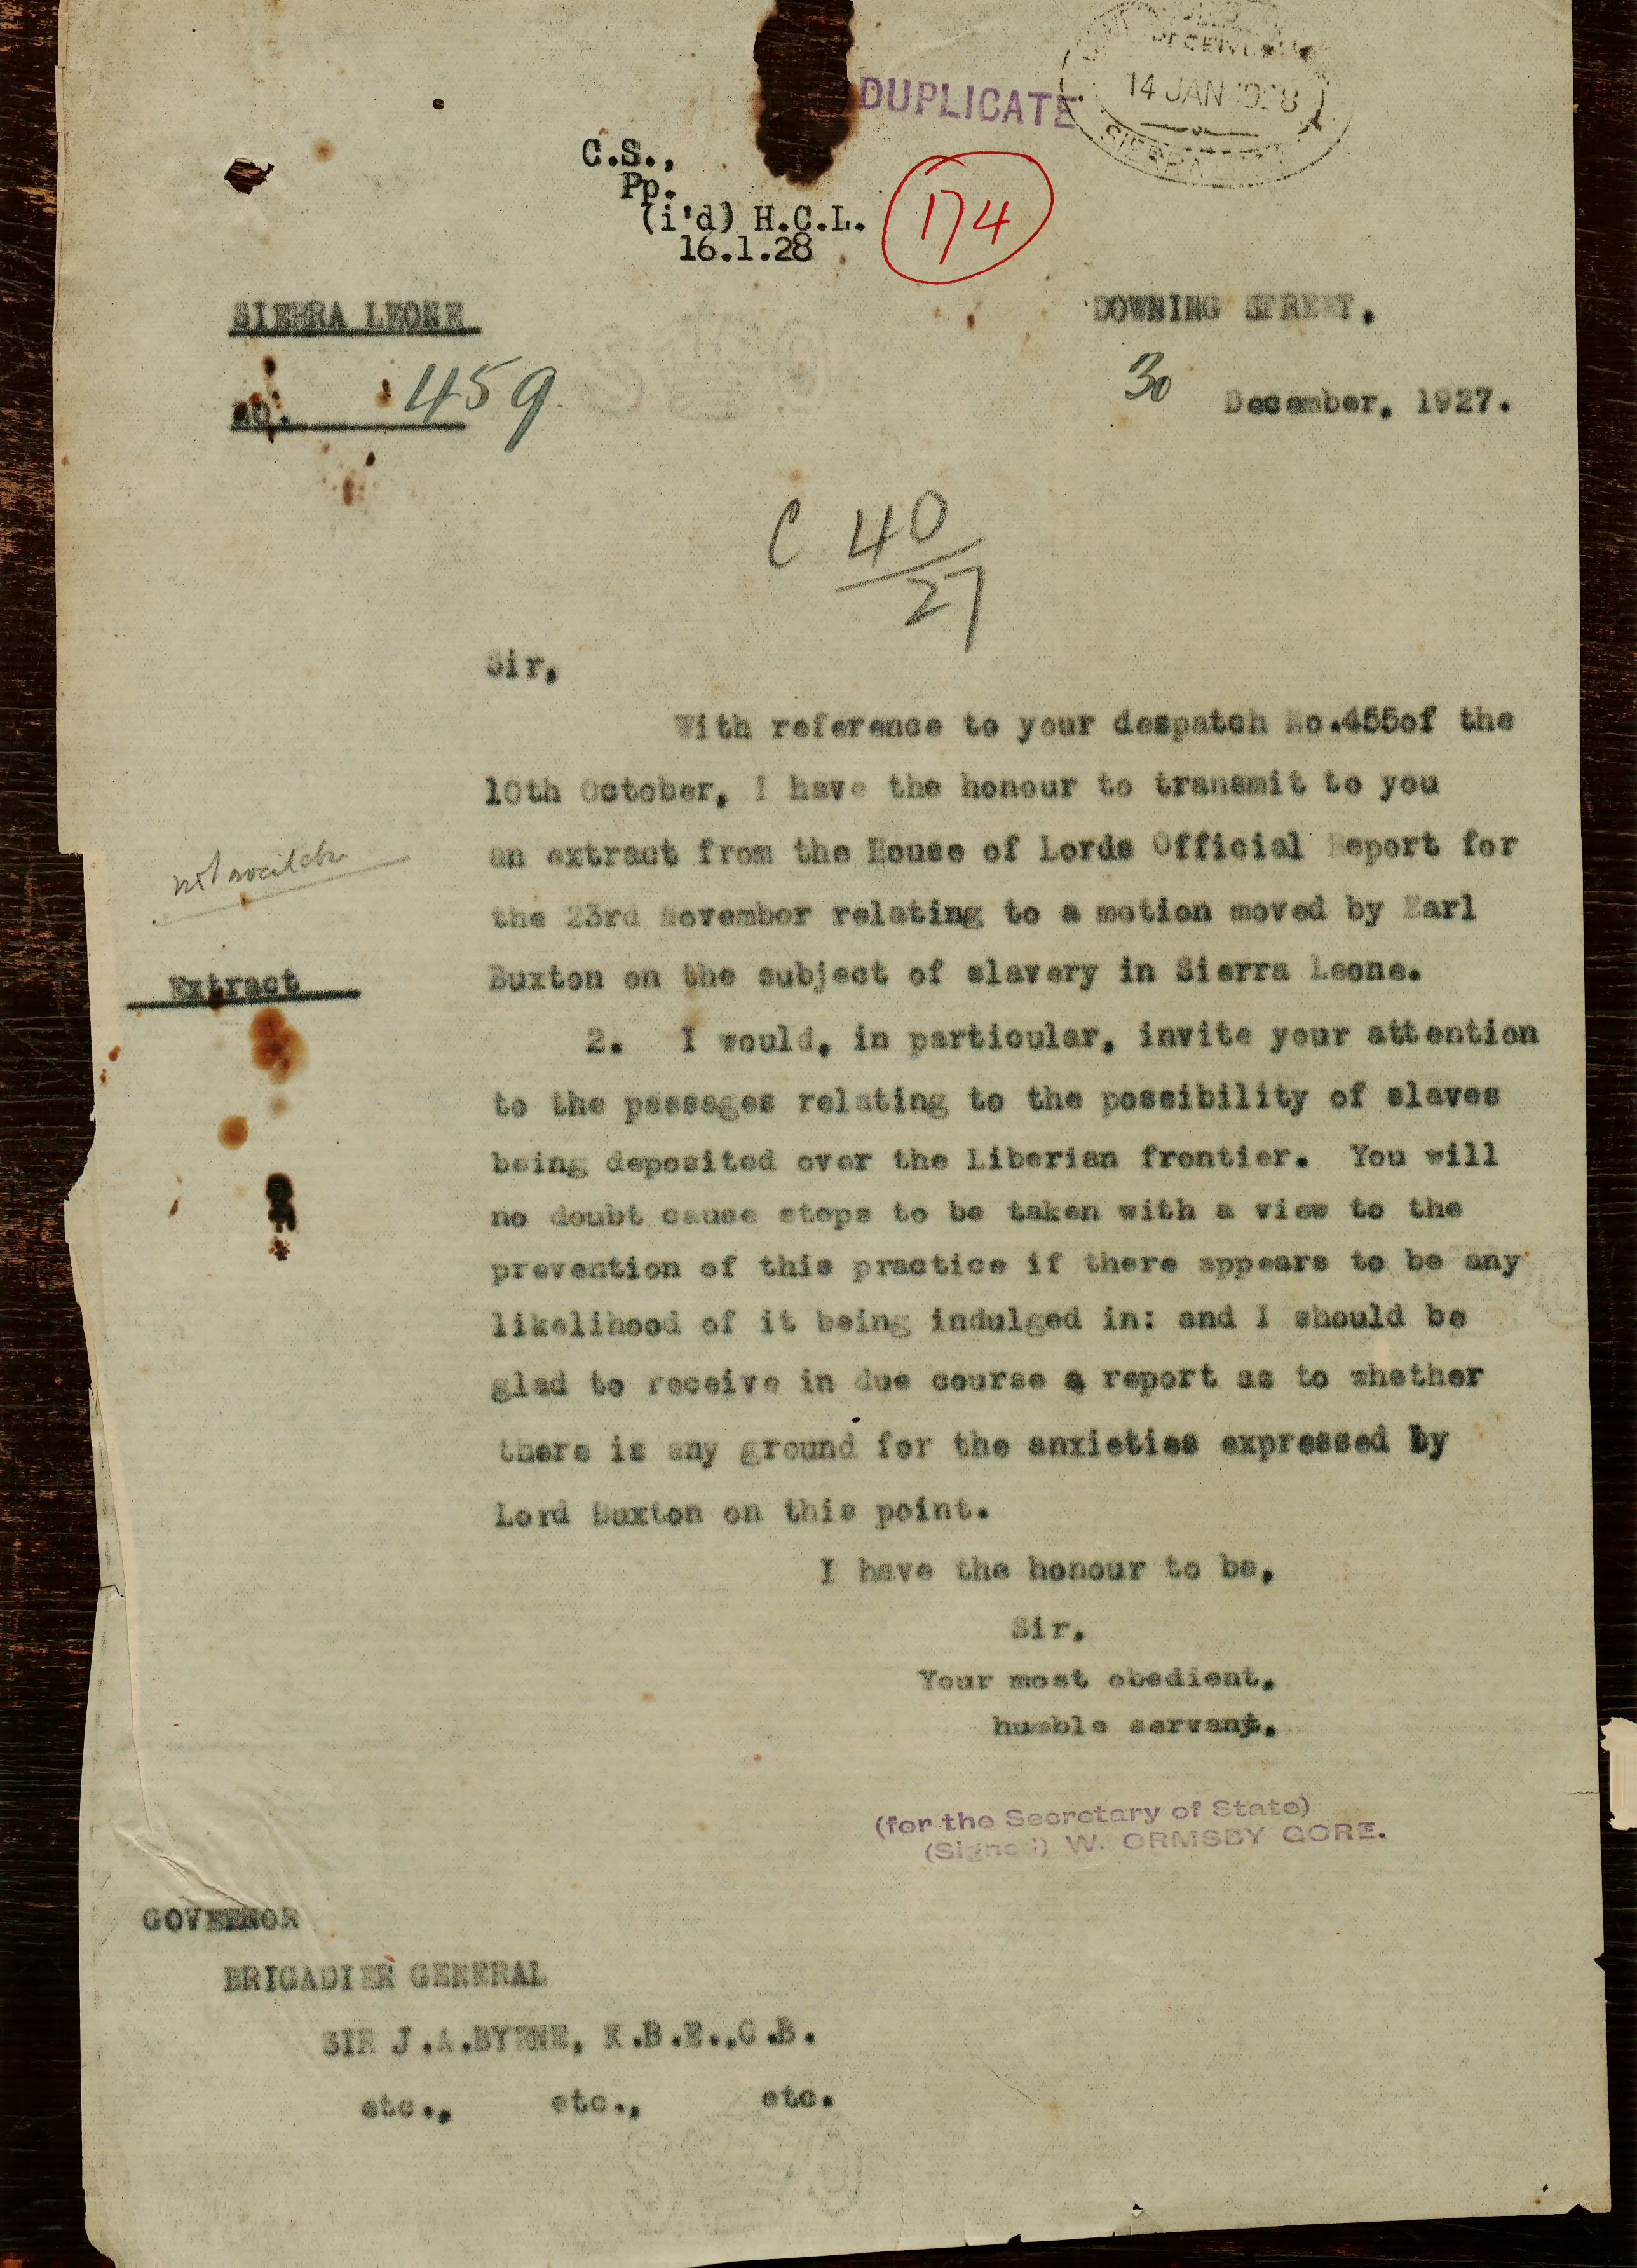 DUPLICATE
RECEIVED
14 JAN 1928
SIERRA LEONE
C.S.,
Pp.
(i'd) H.C.L.
16.1.28
174
SIERRA LEONE
DOWNING STREET,
No. 459.
30 December, 1927.
C 40/27
Sir,
With reference to your despatch No.455of the
10th October, I have the honour to transmit to you
an extract from the House of Lords Official Report for
not available
the 23rd November relating to a motion moved by Earl
Extract
Buxton on the subject of slavery in Sierra Leone.
2. I would, in particular, invite your attention
to the passages relating to the possibility of slaves
being deposited over the Liberian frontier. You will
no doubt cause steps to be taken with a view to the
prevention of this practice if there appears to be any
likelihood of it being indulged in: and I should be
glad to receive in due course a report as to whether
there is any ground for the anxieties expressed by
Lord Buxton on this point.
I have the honour to be,
Sir,
Your most obedient,
humble servant,
(for the Secretary of State)
(Signed) W. ORMSBY GORE.
GOVERNOR
BRIGADIER GENERAL
SIR J.A.BYRNE, K.B.E.,C.B.
etc., etc., etc.